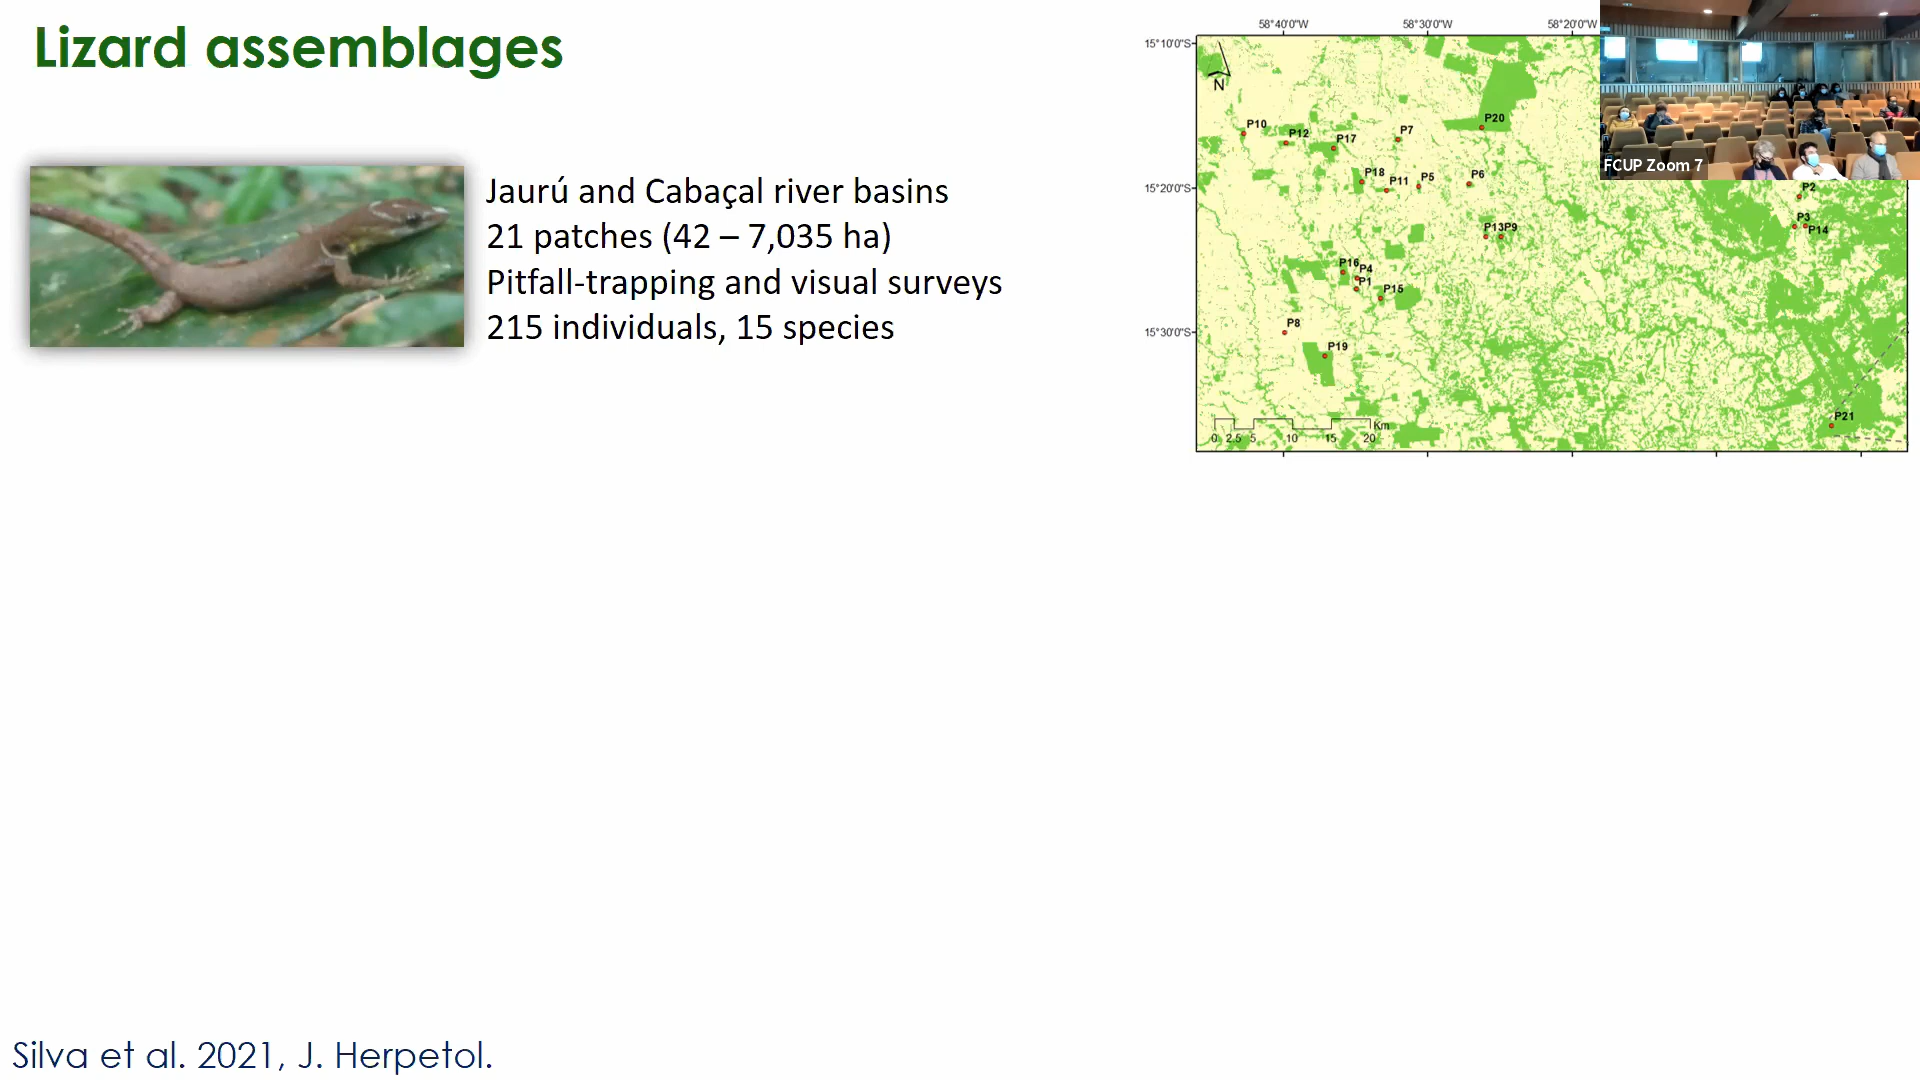 Lizard assemblages
Jaurú and Cabaçal river basins
21 patches (42 – 7,035 ha)
Pitfall-trapping and visual surveys
215 individuals, 15 species
58°40'0"W 58°30'0"W 58°20'0"W
15°10'0"S
15°20'0"S
15°30'0"S
N
P10
P12
P17
P7
P20
P18
P11
P5
P6
P2
P3
P14
P13 P9
P16
P4
P1
P15
P8
P19
P21
0 2.5 5 10 15 20
Km
FCUP Zoom 7
Silva et al. 2021, J. Herpetol.